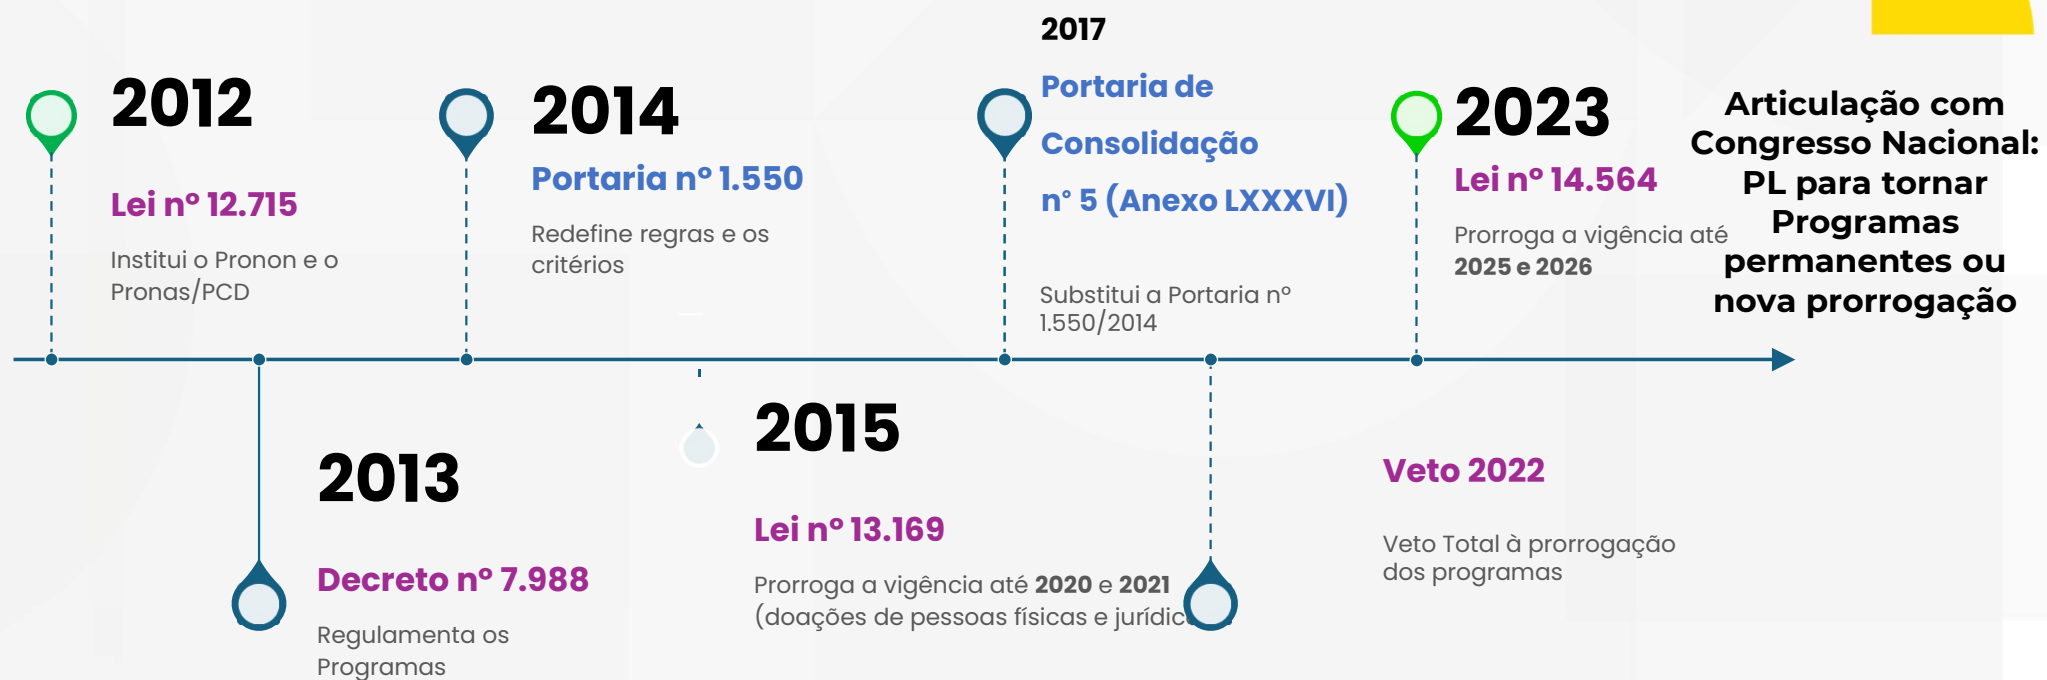 2012
Lei nº 12.715
Institui o Pronon e o
Pronas/PCD
2013
Decreto nº 7.988
Regulamenta os
Programas
2014
Portaria nº 1.550
Redefine regras e os
critérios
2015
Lei nº 13.169
Prorroga a vigência até 2020 e 2021
(doações de pessoas físicas e
2017
Portaria de
Consolidação
n° 5 (Anexo LXXXVI)
Substitui a Portaria nº
1.550/2014
Veto 2022
Veto Total à prorrogação
dos programas
2023
Lei nº 14.564
Prorroga a vigência até
2025 e 2026
Articulação com
Congresso Nacional:
PL para tornar
Programas
permanentes ou
nova prorrogação